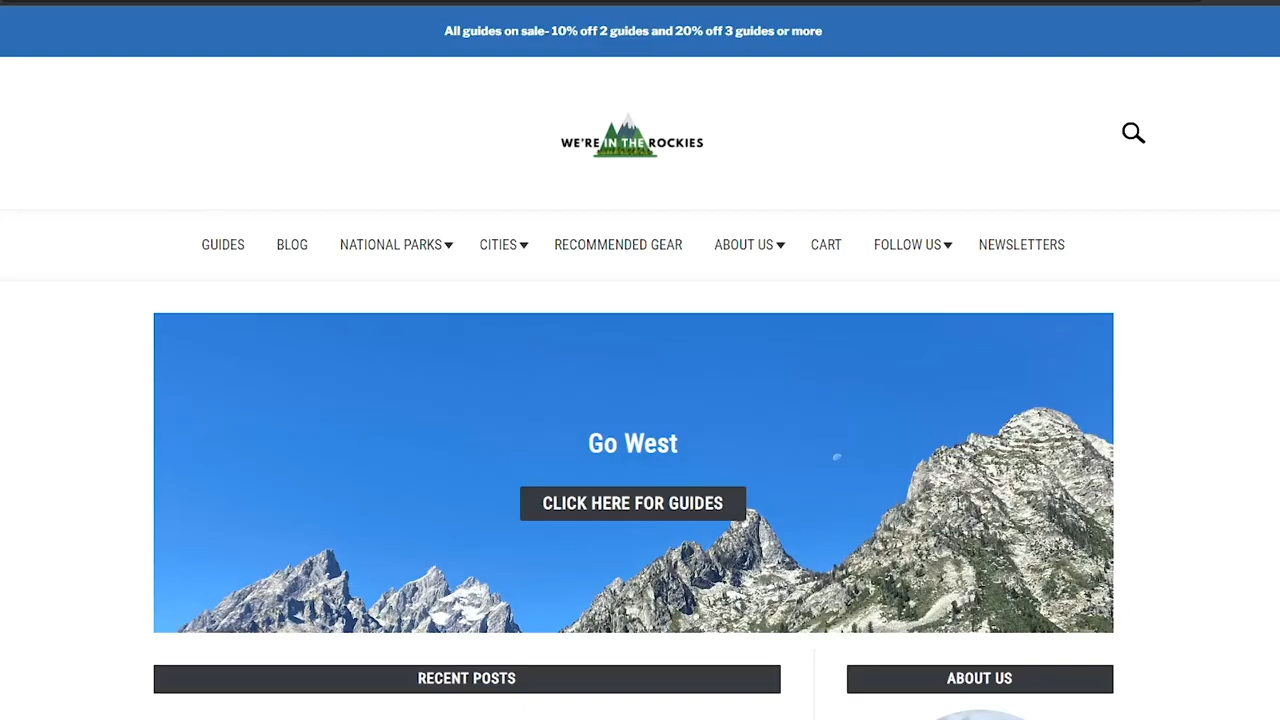 All guides on sale- 10% off 2 guides and 20% off 3 guides or more
WE'RE IN THE ROCKIES
GUIDES BLOG NATIONAL PARKS CITIES RECOMMENDED GEAR ABOUT US CART FOLLOW US NEWSLETTERS
Go West
CLICK HERE FOR GUIDES
RECENT POSTS
ABOUT US